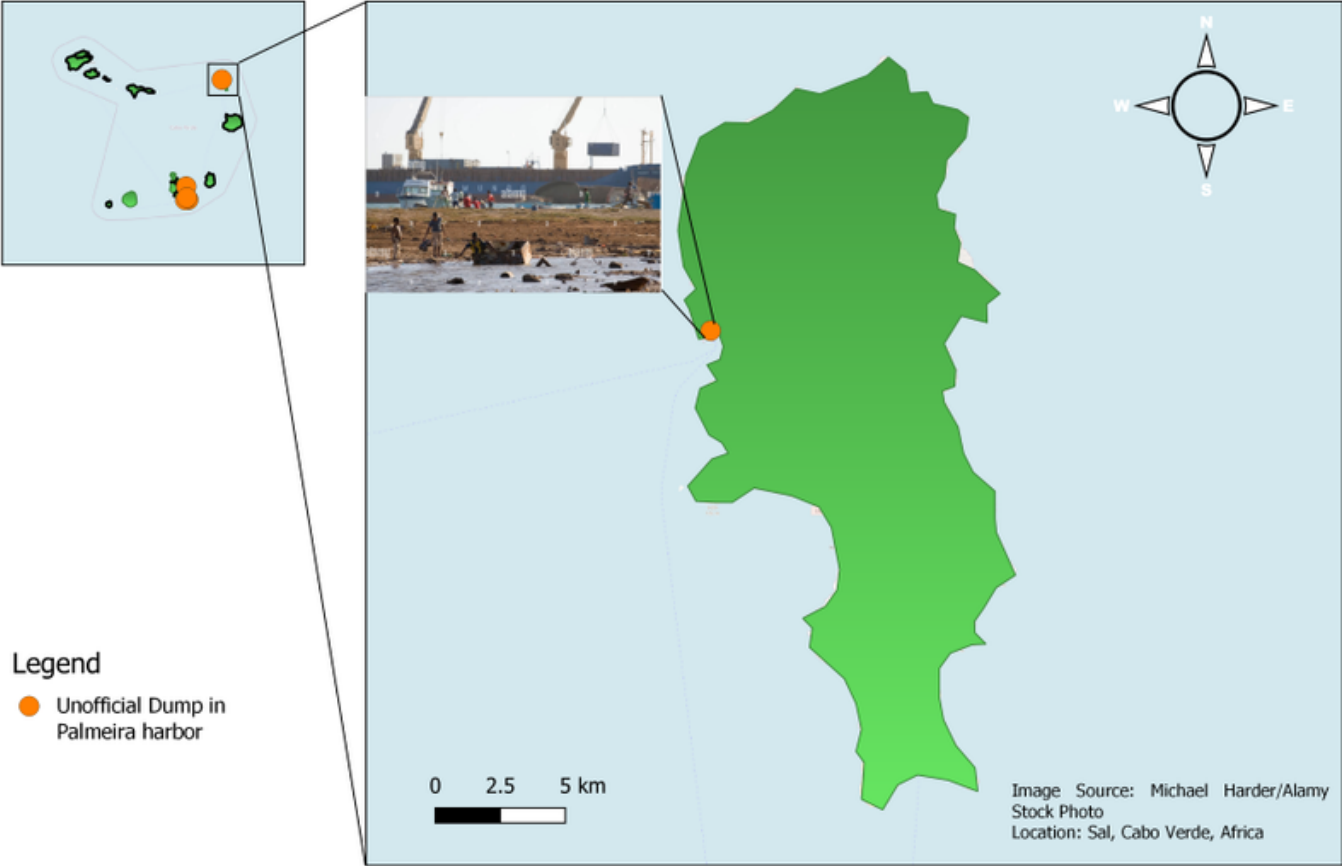 N
W
E
S
Legend
Unofficial Dump in
Palmeira harbor
0 2.5 5 km
Image Source: Michael Harder/Alamy
Stock Photo
Location: Sal, Cabo Verde, Africa